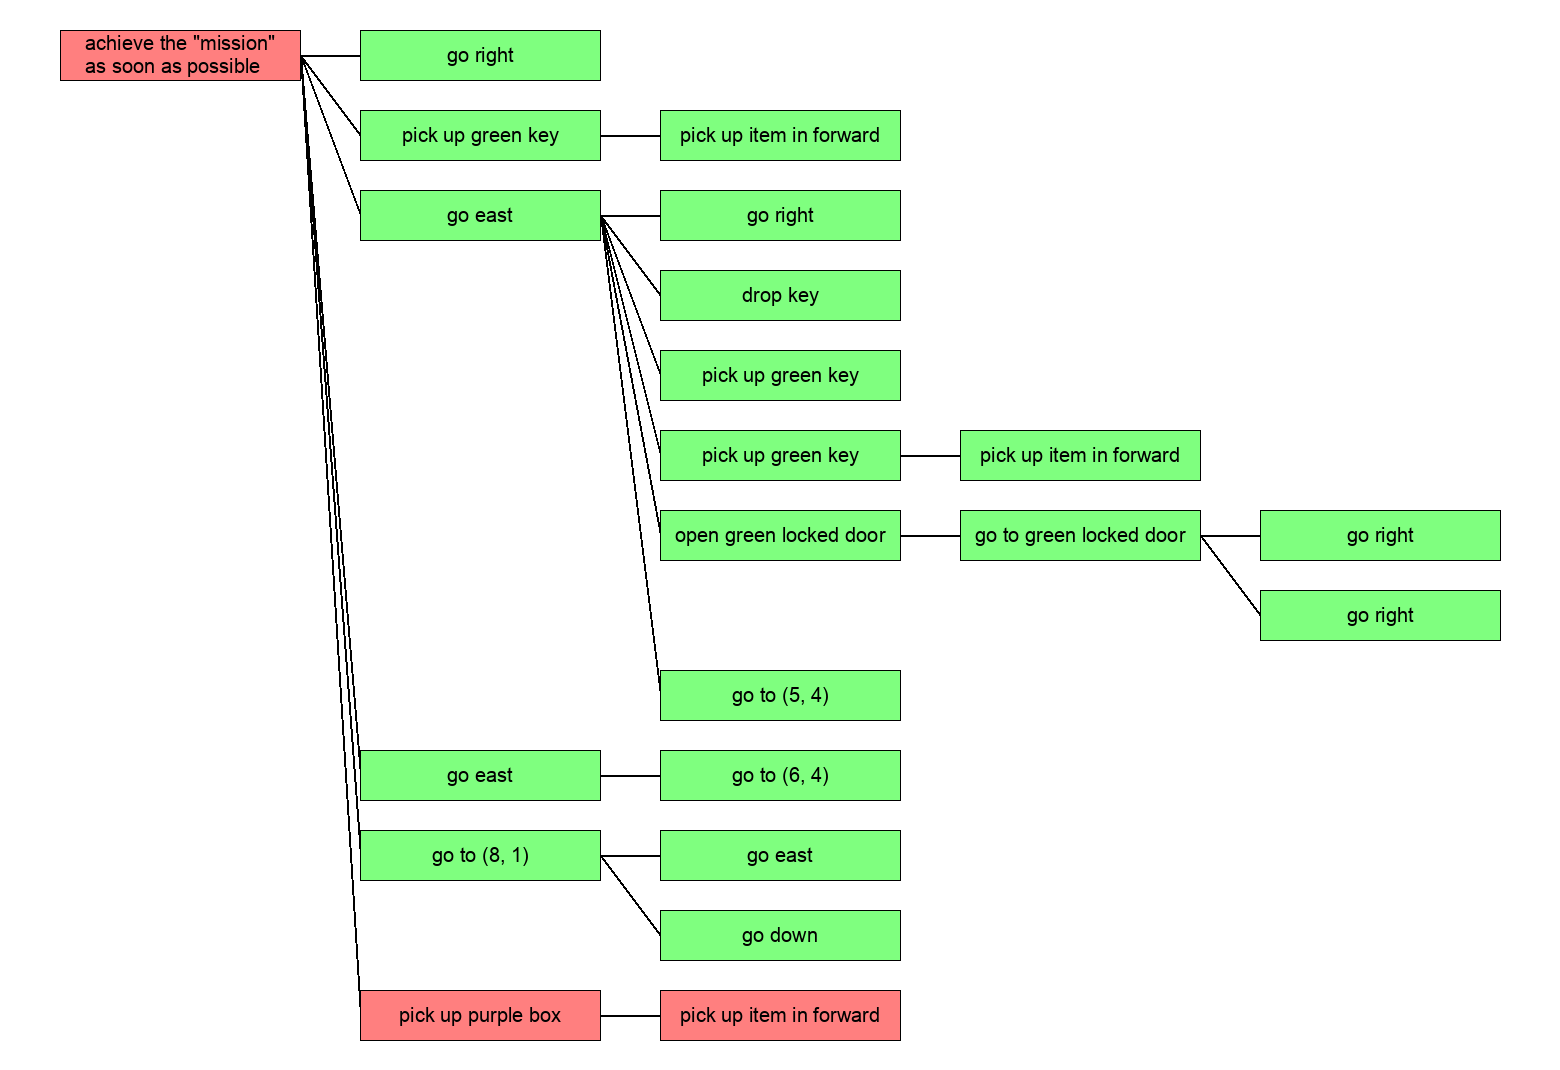 achieve the "mission"
as soon as possible
go right
pick up green key
pick up item in forward
go east
go right
drop key
pick up green key
pick up green key
pick up item in forward
open green locked door
go to green locked door
go right
go right
go to (5, 4)
go east
go to (6, 4)
go to (8, 1)
go east
go down
pick up purple box
pick up item in forward